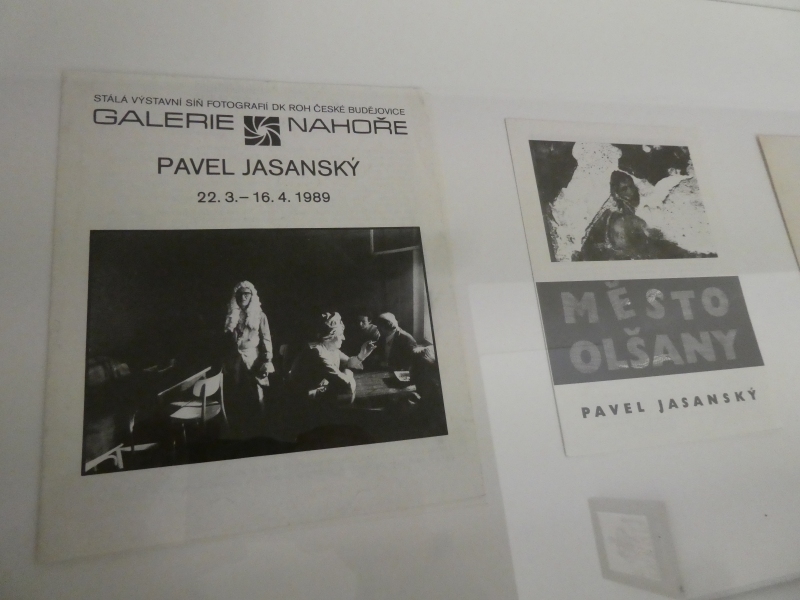 STÁLÁ VÝSTAVNÍ SÍŇ FOTOGRAFIÍ DK ROH ČESKÉ BUDĚJOVICE
GALERIE NAHOŘE
PAVEL JASANSKÝ
22. 3. – 16. 4. 1989
MĚSTO
OLŠANY
PAVEL JASANSKÝ